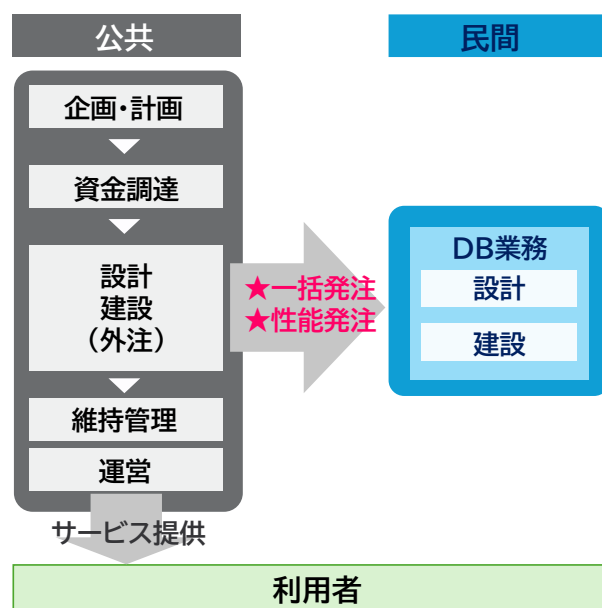 公共
民間
企画・計画
資金調達
設計
建設
（外注）
維持管理
運営
★一括発注
★性能発注
DB業務
設計
建設
サービス提供
利用者